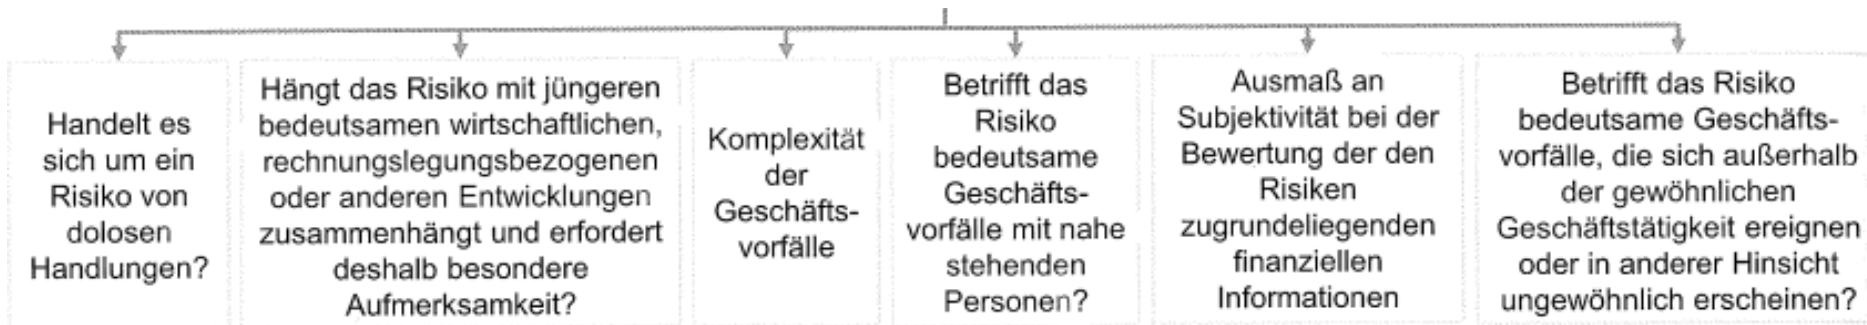 Handelt es
sich um ein
Risiko von
dolosen
Handlungen?
Hängt das Risiko mit jüngeren
bedeutsamen wirtschaftlichen,
rechnungslegungsbezogenen
oder anderen Entwicklungen
zusammenhängt und erfordert
deshalb besondere
Aufmerksamkeit?
Komplexität
der
Geschäfts-
vorfälle
Betrifft das
Risiko
bedeutsame
Geschäfts-
vorfälle mit nahe
stehenden
Personen?
Ausmaß an
Subjektivität bei der
Bewertung der den
Risiken
zugrundeliegenden
finanziellen
Informationen
Betrifft das Risiko
bedeutsame Geschäfts-
vorfälle, die sich außerhalb
der gewöhnlichen
Geschäftstätigkeit ereignen
oder in anderer Hinsicht
ungewöhnlich erscheinen?